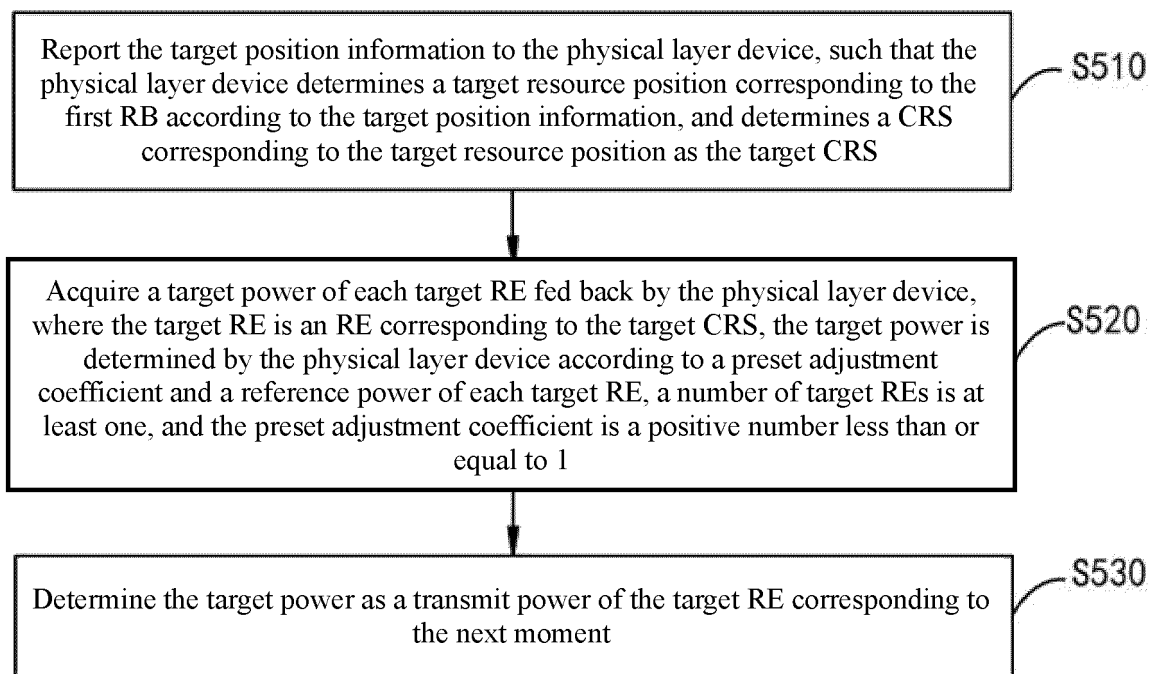 Report the target position information to the physical layer device, such that the
physical layer device determines a target resource position corresponding to the
first RB according to the target position information, and determines a CRS
corresponding to the target resource position as the target CRS
S510
Acquire a target power of each target RE fed back by the physical layer device,
where the target RE is an RE corresponding to the target CRS, the target power is
determined by the physical layer device according to a preset adjustment
coefficient and a reference power of each target RE, a number of target REs is at
least one, and the preset adjustment coefficient is a positive number less than or
equal to 1
S520
Determine the target power as a transmit power of the target RE corresponding to
the next moment
S530